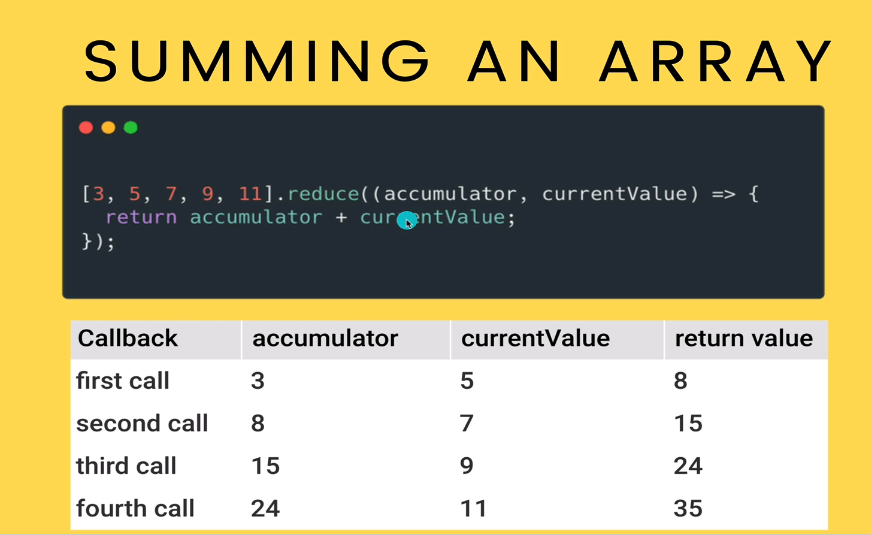 SUMMING AN ARRAY
[3, 5, 7, 9, 11].reduce((accumulator, currentValue) => {
return accumulator + currentValue;
});
Callback accumulator currentValue return value
first call 3 5 8
second call 8 7 15
third call 15 9 24
fourth call 24 11 35